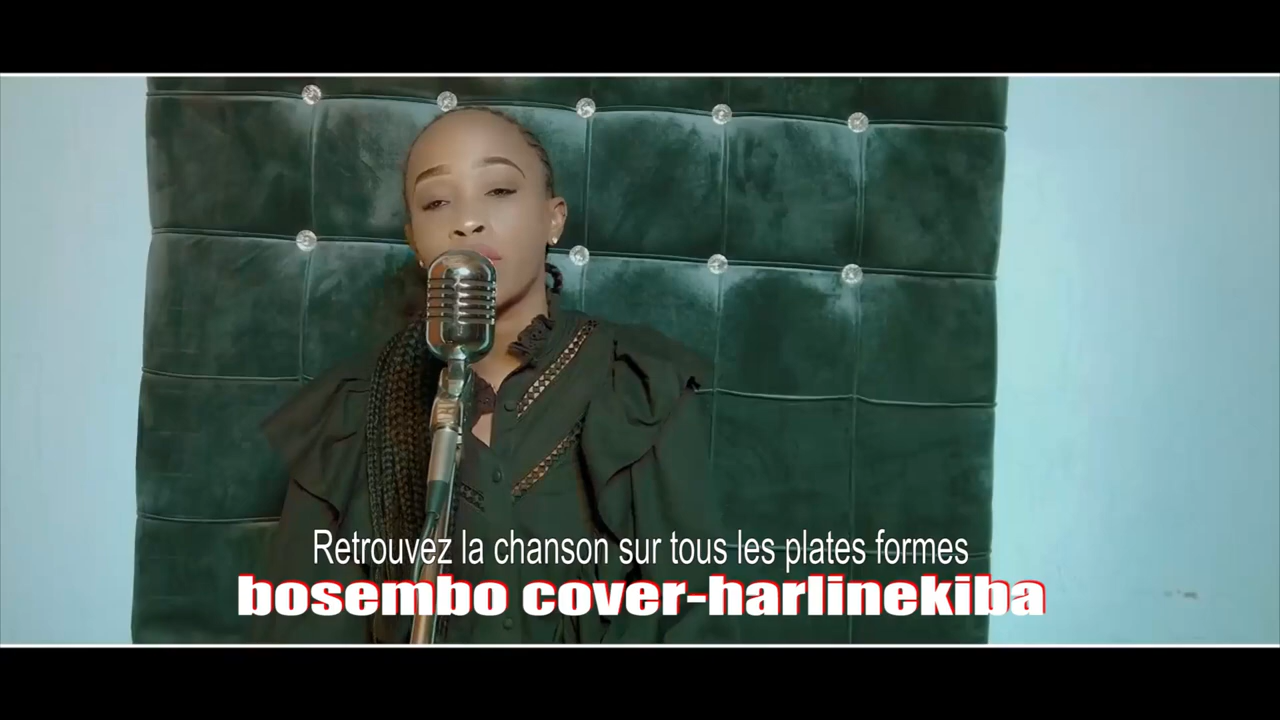 Retrouvez la chanson sur tous les plates formes
bosembo cover-harlinekiba